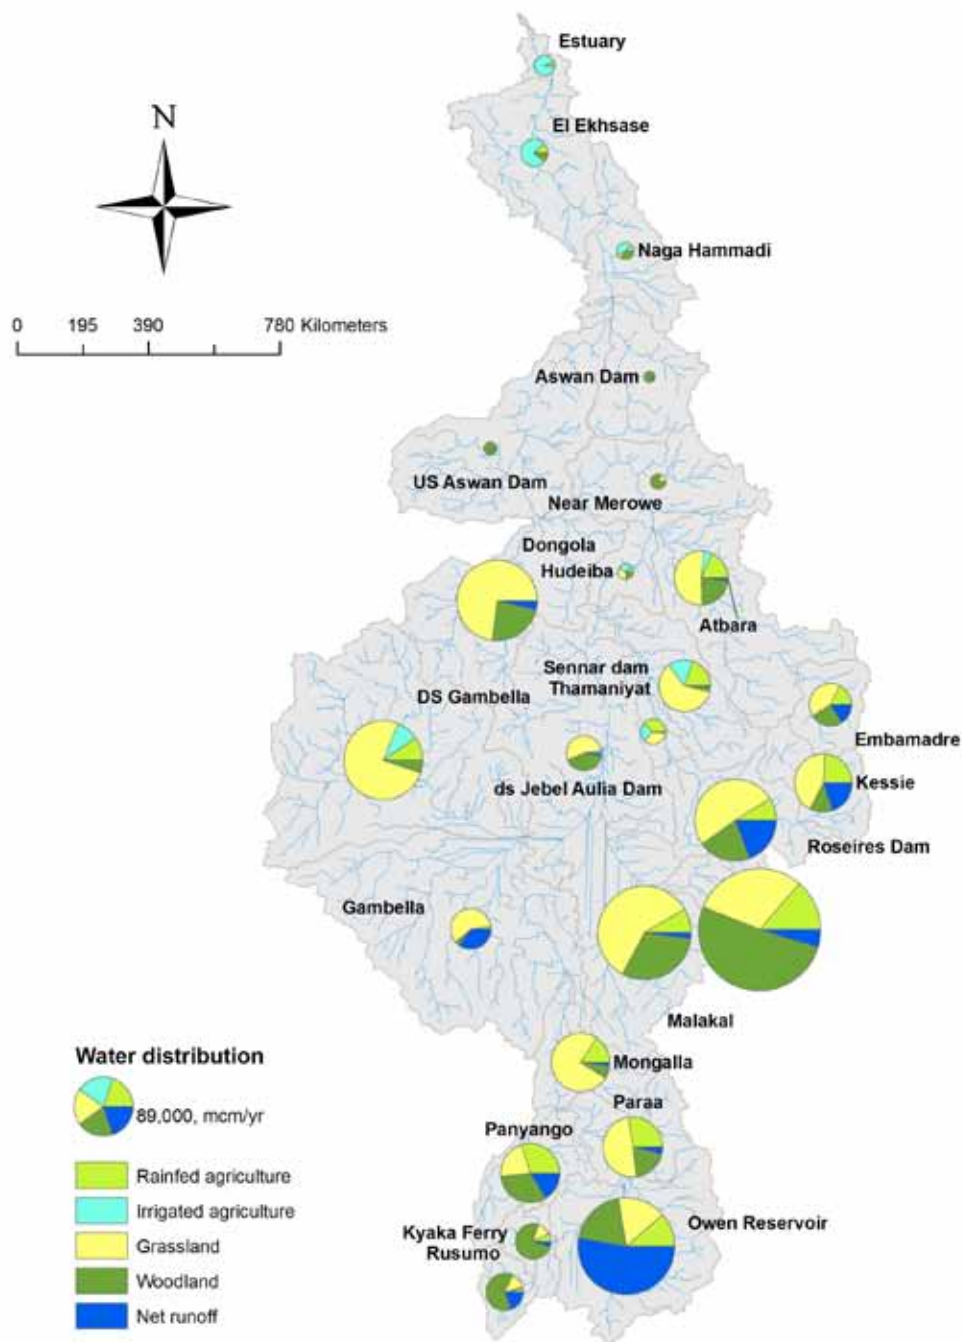 Estuary
El Ekhsase
N
Naga Hammadi
0 195 390 780 Kilometers
Aswan Dam
US Aswan Dam
Near Merowe
Dongola
Hudeiba
Atbara
Sennar dam
Thamaniyat
DS Gambella
Embamadre
Kessie
ds Jebel Aulia Dam
Roseires Dam
Gambella
Malakal
Water distribution
89,000, mcm/yr
Mongalla
Paraa
Panyango
Rainfed agriculture
Irrigated agriculture
Owen Reservoir
Kyaka Ferry
Rusumo
Grassland
Woodland
Net runoff